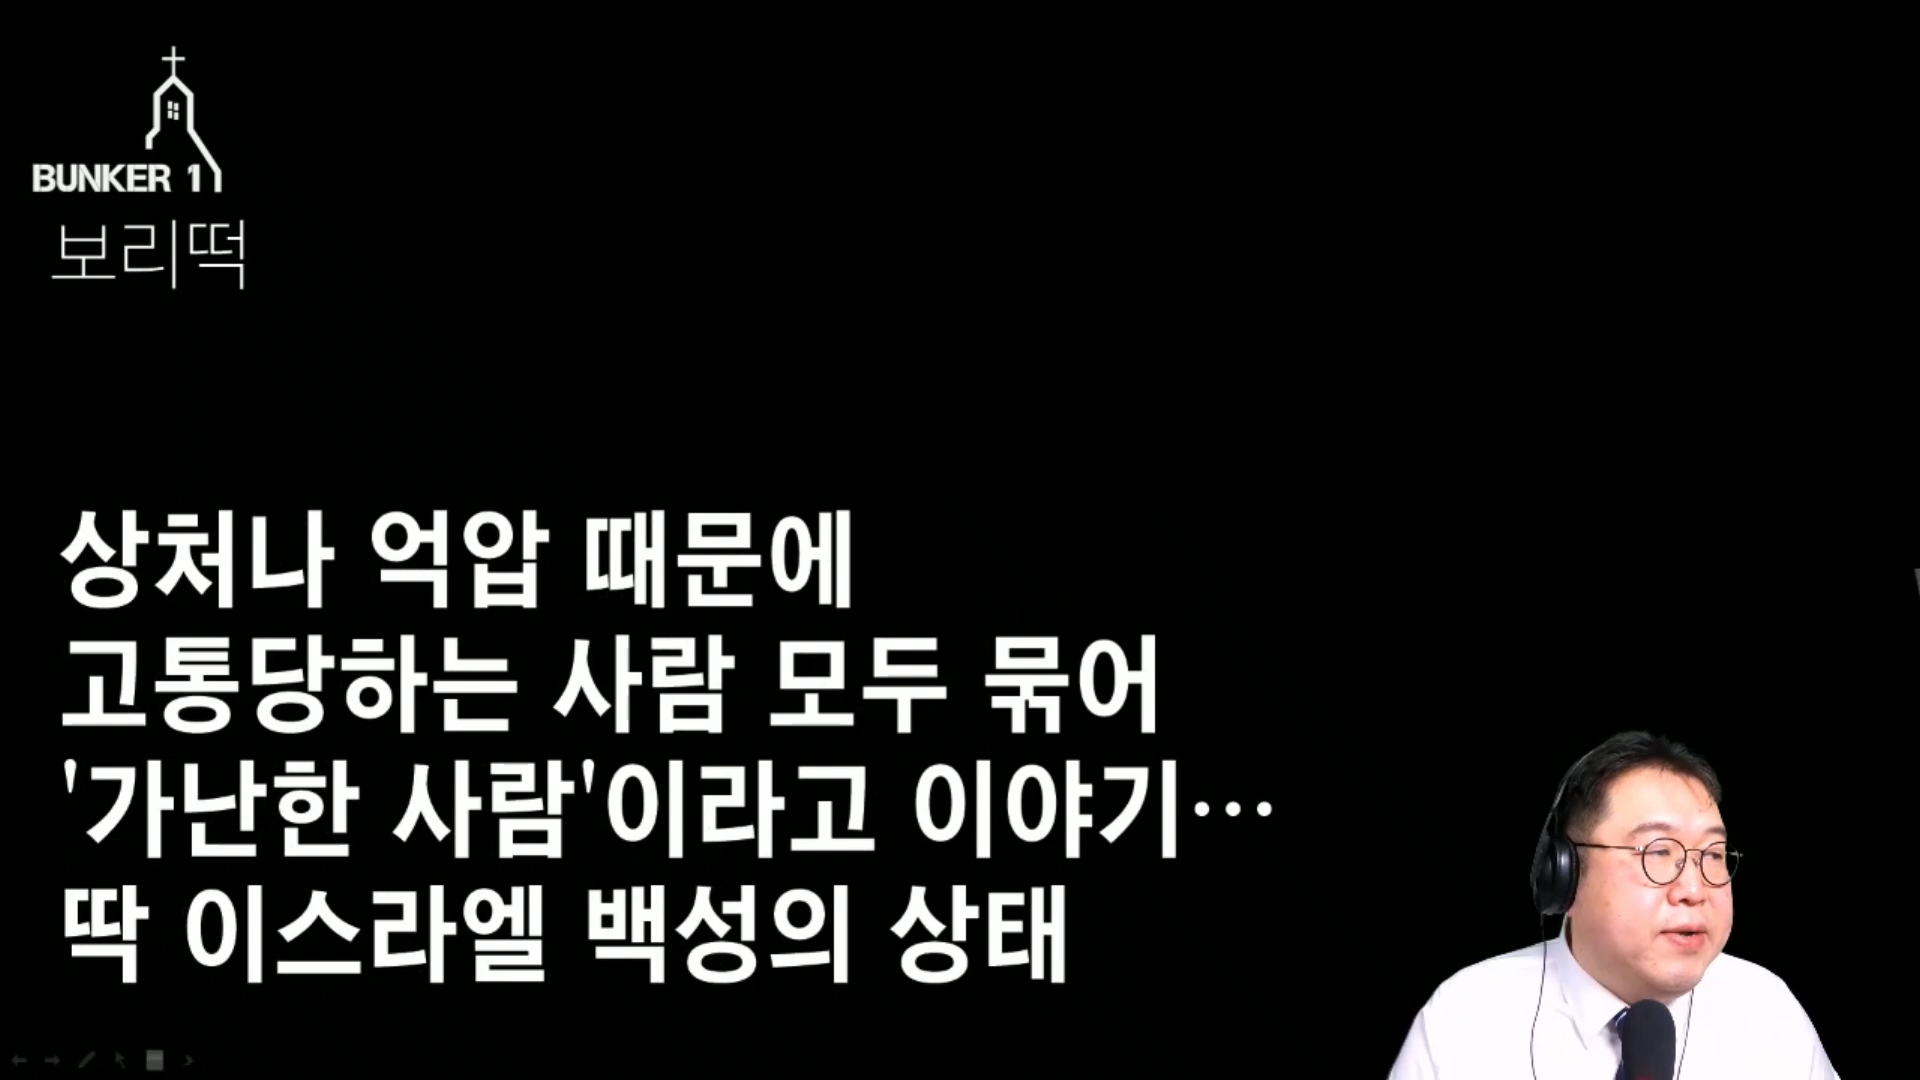 BUNKER 1
보리떡
상처나 억압 때문에
고통당하는 사람 모두 묶어
'가난한 사람'이라고 이야기…
딱 이스라엘 백성의 상태